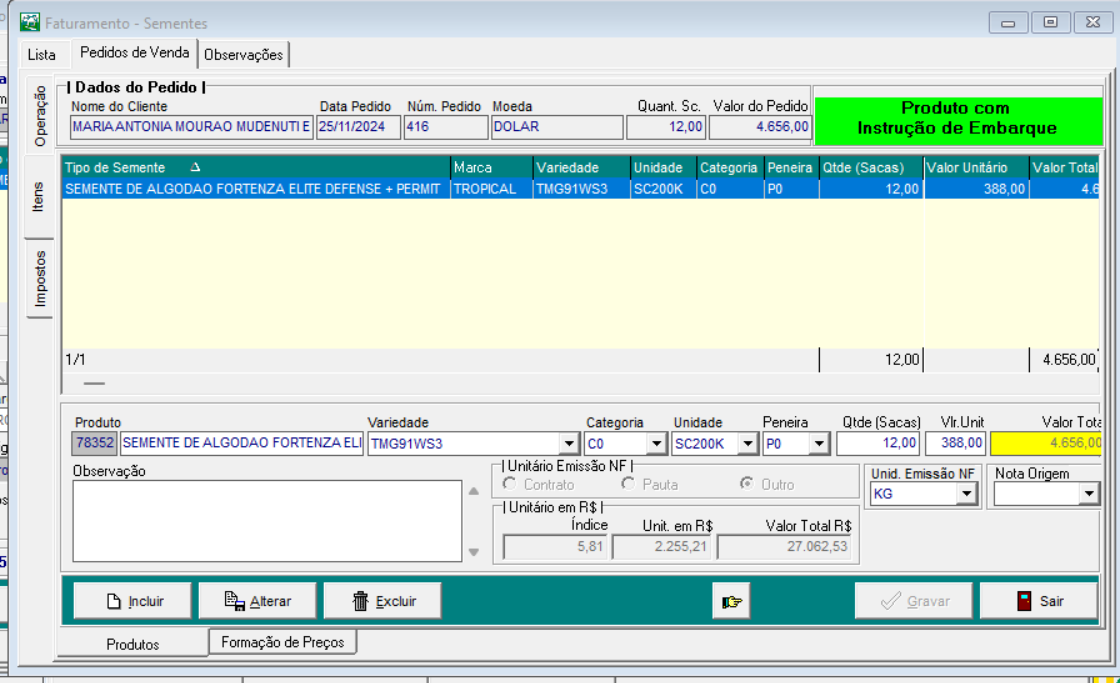 Faturamento - Sementes
Lista Pedidos de Venda Observações
Operação
Itens
Impostos
Dados do Pedido
Nome do Cliente Data Pedido Núm. Pedido Moeda Quant. Sc. Valor do Pedido
MARIA ANTONIA MOURAO MUDENUTI E 25/11/2024 416 DOLAR 12,00 4.656,00
Produto com
Instrução de Embarque
Tipo de Semente Marca Variedade Unidade Categoria Peneira Qtde (Sacas) Valor Unitário Valor Total
SEMENTE DE ALGODAO FORTENZA ELITE DEFENSE + PERMIT TROPICAL TMG91WS3 SC200K C0 P0 12,00 388,00 4.6
1/1 12,00 4.656,00
Produto Variedade Categoria Unidade Peneira Qtde (Sacas) Vlr.Unit Valor Tota
78352 SEMENTE DE ALGODAO FORTENZA ELI TMG91WS3 C0 SC200K P0 12,00 388,00 4.656,00
Observação
Unitário Emissão NF
Contrato Pauta Outro
Unid. Emissão NF Nota Origem
KG
Unitário em R$
Índice Unit. em R$ Valor Total R$
5,81 2.255,21 27.062,53
Incluir Alterar Excluir Gravar Sair
Produtos Formação de Preços